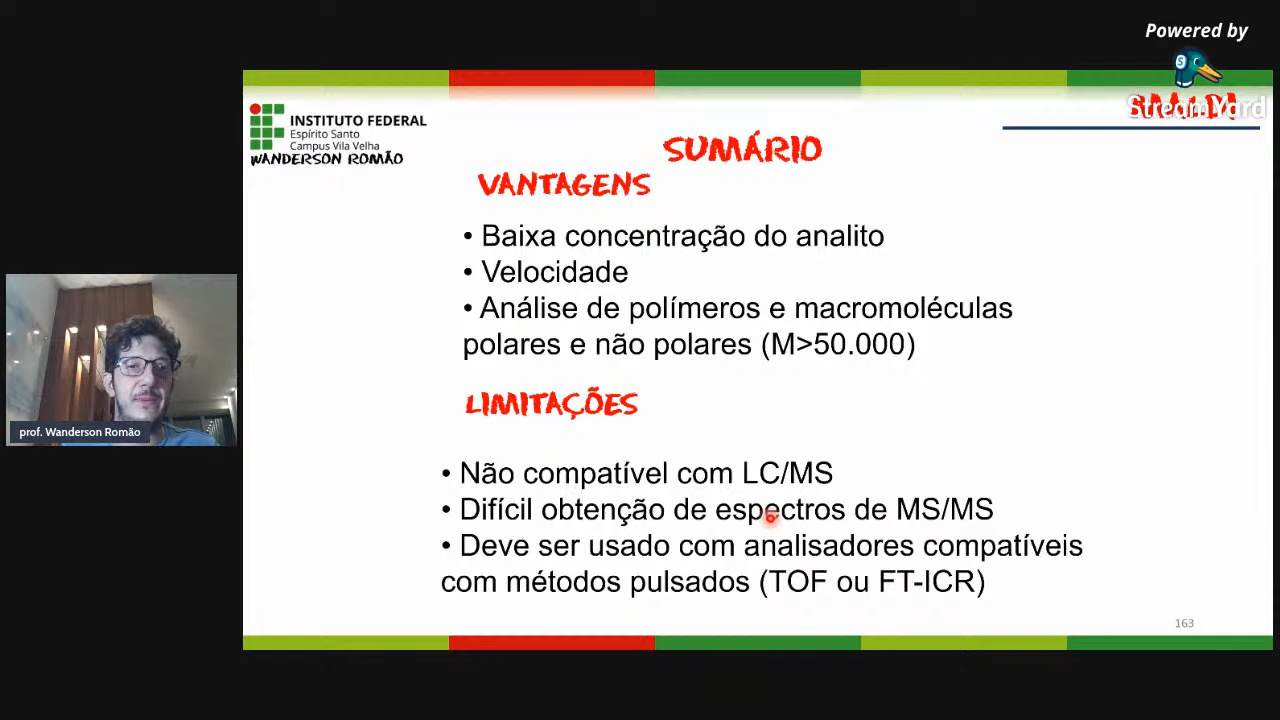 Powered by
StreamYard
INSTITUTO FEDERAL
Espírito Santo
Campus Vila Velha
WANDERSON ROMÃO
SUMÁRIO
VANTAGENS
• Baixa concentração do analito
• Velocidade
• Análise de polímeros e macromoléculas
polares e não polares (M>50.000)
LIMITAÇÕES
• Não compatível com LC/MS
• Difícil obtenção de espectros de MS/MS
• Deve ser usado com analisadores compatíveis
com métodos pulsados (TOF ou FT-ICR)
163
prof. Wanderson Romão